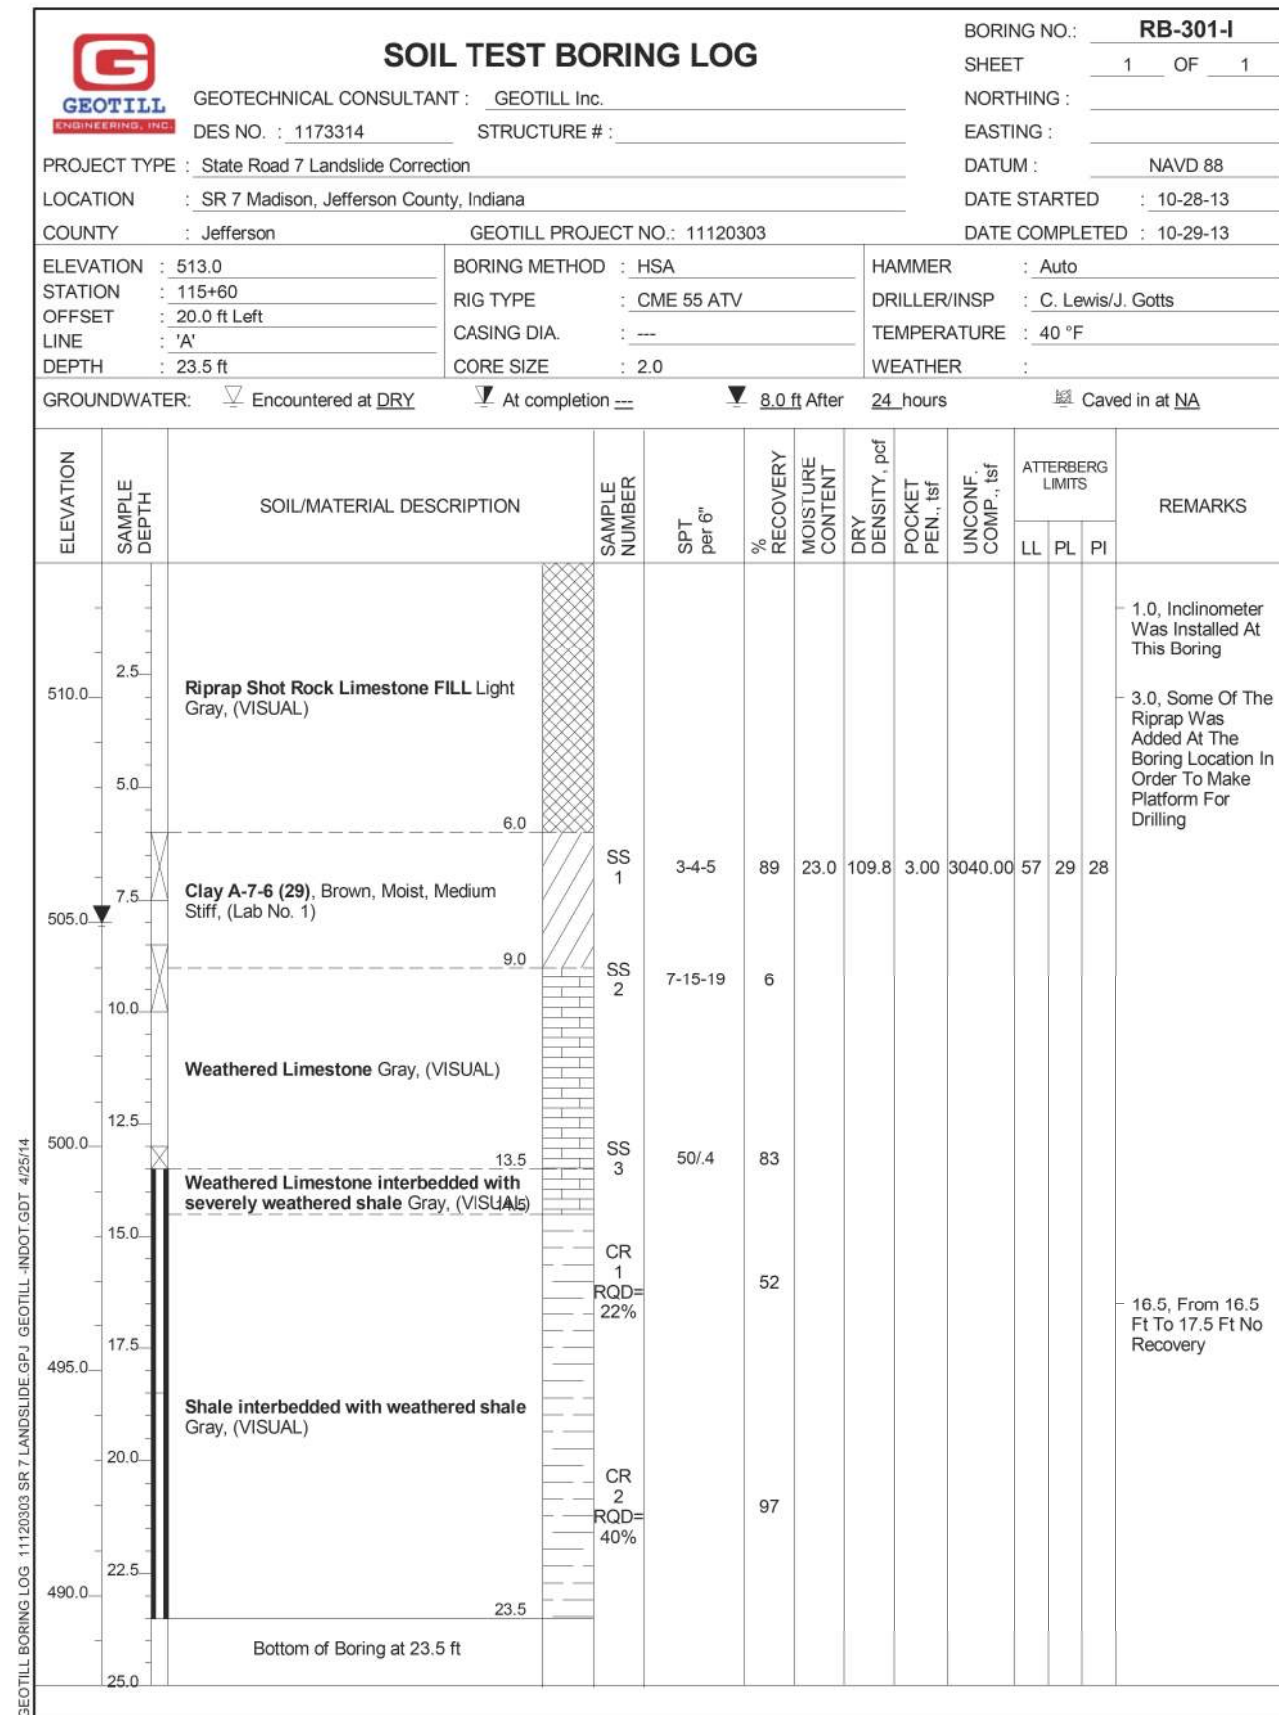 G
GEOTILL
ENGINEERING, INC.
SOIL TEST BORING LOG
BORING NO.: RB-301-I
SHEET 1 OF 1
GEOTECHNICAL CONSULTANT : GEOTILL Inc.
NORTHING :
DES NO. : 1173314 STRUCTURE # :
EASTING :
PROJECT TYPE : State Road 7 Landslide Correction
DATUM : NAVD 88
LOCATION : SR 7 Madison, Jefferson County, Indiana
DATE STARTED : 10-28-13
COUNTY : Jefferson GEOTILL PROJECT NO.: 11120303
DATE COMPLETED : 10-29-13
ELEVATION : 513.0
STATION : 115+60
OFFSET : 20.0 ft Left
LINE : 'A'
DEPTH : 23.5 ft
BORING METHOD : HSA
RIG TYPE : CME 55 ATV
CASING DIA. : ---
CORE SIZE : 2.0
HAMMER : Auto
DRILLER/INSP : C. Lewis/J. Gotts
TEMPERATURE : 40 °F
WEATHER :
GROUNDWATER: Encountered at DRY At completion --- 8.0 ft After 24 hours Caved in at NA
ELEVATION
SAMPLE
DEPTH
SOIL/MATERIAL DESCRIPTION
SAMPLE
NUMBER
SPT
per 6"
%
RECOVERY
MOISTURE
CONTENT
DRY
DENSITY, pcf
POCKET
PEN., tsf
UNCONF.
COMP., tsf
ATTERBERG
LIMITS
LL PL PI
REMARKS
1.0, Inclinometer
Was Installed At
This Boring
2.5
510.0
Riprap Shot Rock Limestone FILL Light
Gray, (VISUAL)
3.0, Some Of The
Riprap Was
Added At The
Boring Location In
Order To Make
Platform For
Drilling
5.0
6.0
SS
1
3-4-5 89 23.0 109.8 3.00 3040.00 57 29 28
7.5
Clay A-7-6 (29), Brown, Moist, Medium
Stiff, (Lab No. 1)
505.0
9.0
SS
2
7-15-19 6
10.0
Weathered Limestone Gray, (VISUAL)
12.5
500.0
13.5
SS
3
50/.4 83
Weathered Limestone interbedded with
severely weathered shale Gray, (VISUAL)
14.5
15.0
CR
1
RQD=
22%
52
16.5, From 16.5
Ft To 17.5 Ft No
Recovery
17.5
495.0
Shale interbedded with weathered shale
Gray, (VISUAL)
20.0
CR
2
RQD=
40%
97
22.5
490.0
23.5
Bottom of Boring at 23.5 ft
25.0
GEOTILL BORING LOG 11120303 SR 7 LANDSLIDE.GPJ GEOTILL -INDOT.GDT 4/25/14